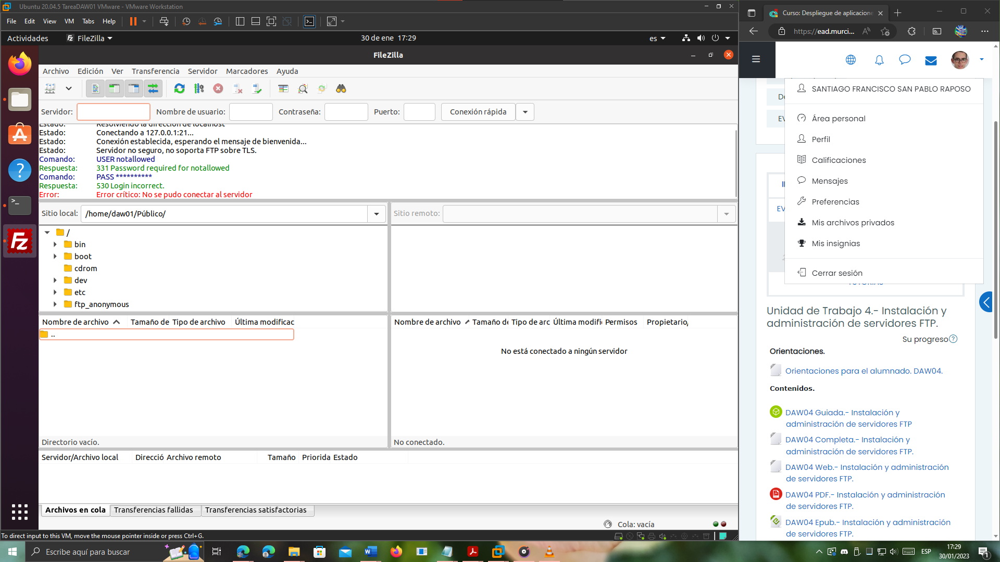 Ubuntu 20.04.5 TareaDAW01 VMware - VMware Workstation
File Edit View VM Tabs Help
Actividades FileZilla 30 de ene 17:29 es
FileZilla
Archivo Edición Ver Transferencia Servidor Marcadores Ayuda
Servidor: Nombre de usuario: Contraseña: Puerto: Conexión rápida
Estado: Resolviendo la dirección de localhost
Estado: Conectando a 127.0.0.1:21...
Estado: Conexión establecida, esperando el mensaje de bienvenida...
Estado: Servidor no seguro, no soporta FTP sobre TLS.
Comando: USER notallowed
Respuesta: 331 Password required for notallowed
Comando: PASS **********
Respuesta: 530 Login incorrect.
Error: Error crítico: No se pudo conectar al servidor
Sitio local: /home/daw01/Público/
Sitio remoto:
/
bin
boot
cdrom
dev
etc
ftp_anonymous
Nombre de archivo Tamaño de Tipo de archivo Última modificac
..
Directorio vacío.
Nombre de archivo Tamaño de Tipo de arc Última modifi Permisos Propietario/
No está conectado a ningún servidor
No conectado.
Servidor/Archivo local Direcció Archivo remoto Tamaño Priorida Estado
Archivos en cola Transferencias fallidas Transferencias satisfactorias
Cola: vacía
To direct input to this VM, move the mouse pointer inside or press Ctrl+G.
Curso: Despliegue de aplicacione
https://ead.murci...
SANTIAGO FRANCISCO SAN PABLO RAPOSO
Área personal
Perfil
Calificaciones
Mensajes
Preferencias
Mis archivos privados
Mis insignias
Cerrar sesión
TUTORÍAS
Unidad de Trabajo 4.- Instalación y
administración de servidores FTP.
Su progreso
Orientaciones.
Orientaciones para el alumnado. DAW04.
Contenidos.
DAW04 Guiada.- Instalación y
administración de servidores FTP
DAW04 Completa.- Instalación y
administración de servidores FTP.
DAW04 Web.- Instalación y administración
de servidores FTP.
DAW04 PDF.- Instalación y administración
de servidores FTP.
DAW04 Epub.- Instalación y administración
de servidores FTP.
Escribe aquí para buscar
ESP
17:29
30/01/2023
1